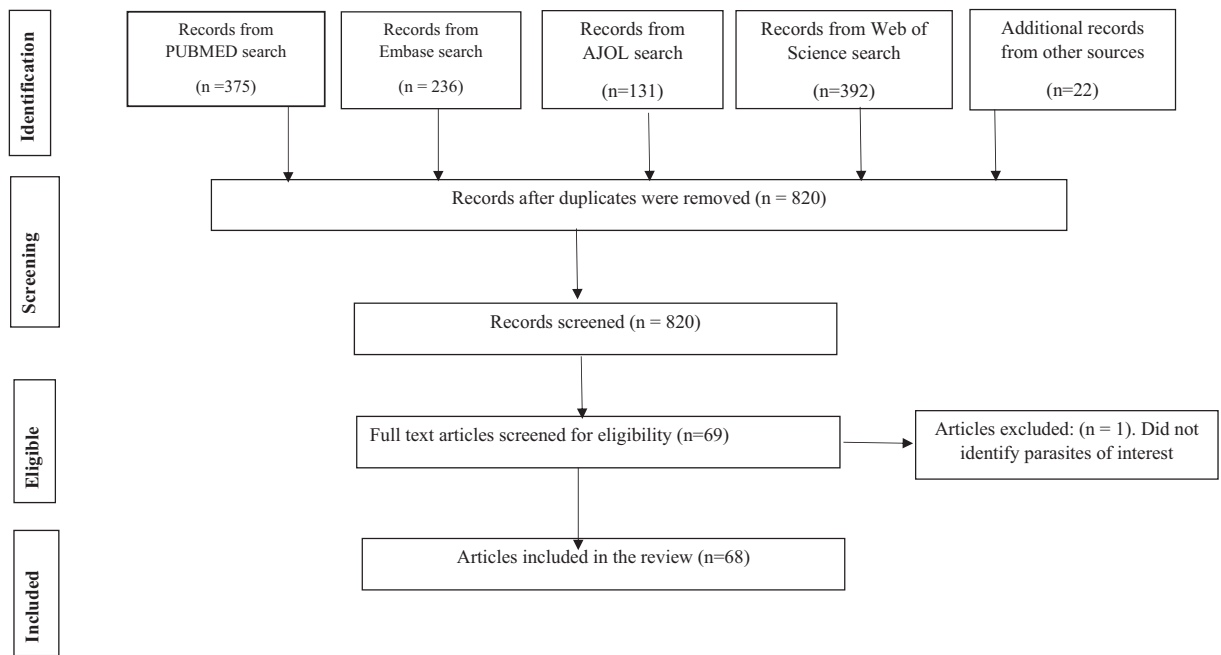 Identification
Records from
PUBMED search
(n =375)
Records from
Embase search
(n = 236)
Records from
AJOL search
(n=131)
Records from Web of
Science search
(n=392)
Additional records
from other sources
(n=22)
Screening
Records after duplicates were removed (n = 820)
Records screened (n = 820)
Eligible
Full text articles screened for eligibility (n=69)
Articles excluded: (n = 1). Did not
identify parasites of interest
Included
Articles included in the review (n=68)